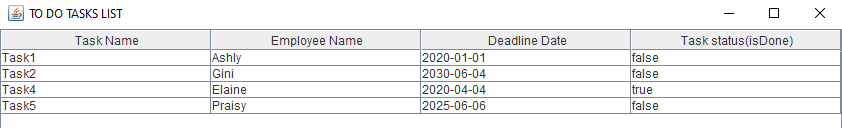 TO DO TASKS LIST
Task Name Employee Name Deadline Date Task status(isDone)
Task1 Ashly 2020-01-01 false
Task2 Gini 2030-06-04 false
Task4 Elaine 2020-04-04 true
Task5 Praisy 2025-06-06 false